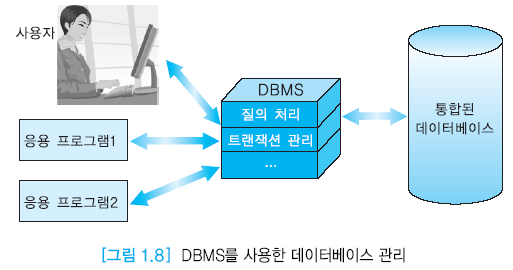 사용자
DBMS
질의 처리
트랜잭션 관리
...
응용 프로그램1
응용 프로그램2
통합된
데이터베이스
[그림 1.8] DBMS를 사용한 데이터베이스 관리